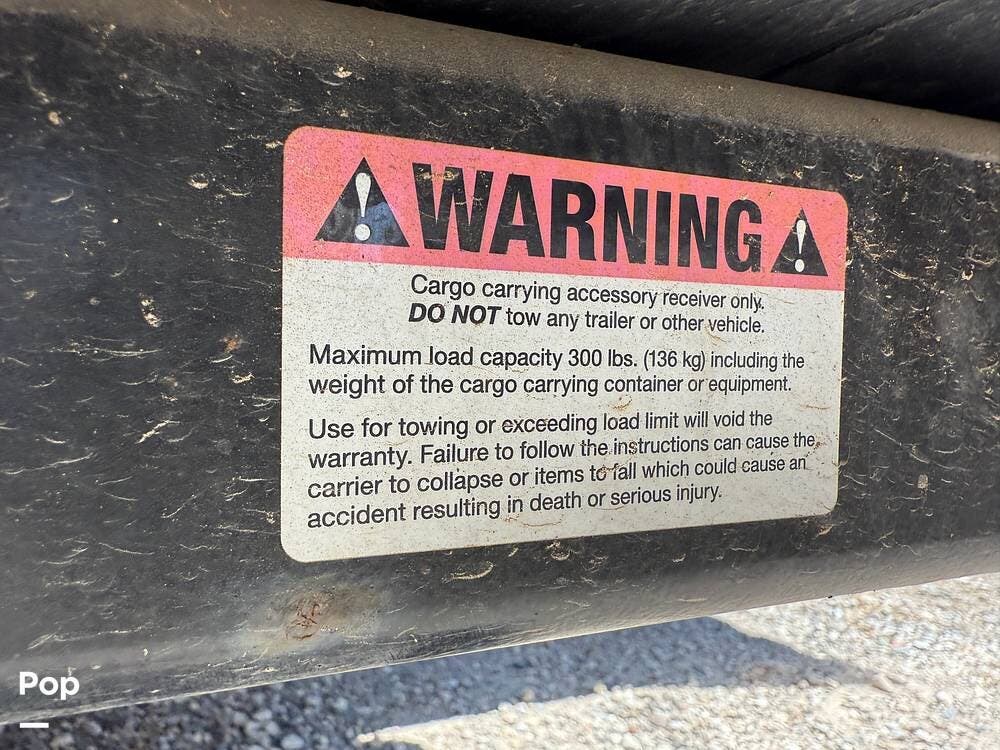 WARNING
Cargo carrying accessory receiver only.
DO NOT tow any trailer or other vehicle.
Maximum load capacity 300 lbs. (136 kg) including the
weight of the cargo carrying container or equipment.
Use for towing or exceeding load limit will void the
warranty. Failure to follow the instructions can cause the
carrier to collapse or items to fall which could cause an
accident resulting in death or serious injury.
Pop